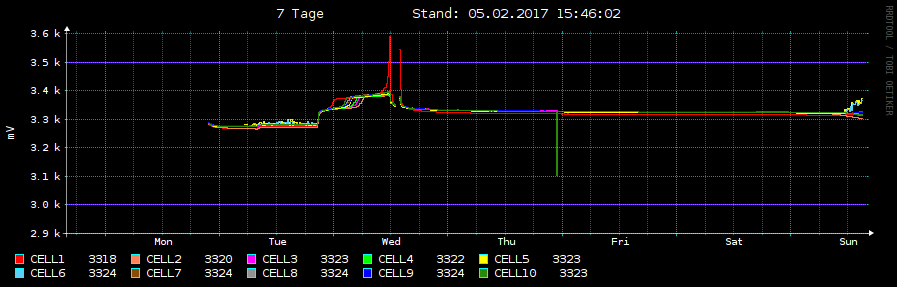 7 Tage Stand: 05.02.2017 15:46:02
RRDTOOL / TOBI OETIKER
3.6 k
3.5 k
3.4 k
3.3 k
3.2 k
3.1 k
3.0 k
2.9 k
mV
Mon Tue Wed Thu Fri Sat Sun
CELL1 3318 CELL2 3320 CELL3 3323 CELL4 3322 CELL5 3323
CELL6 3324 CELL7 3324 CELL8 3324 CELL9 3324 CELL10 3323